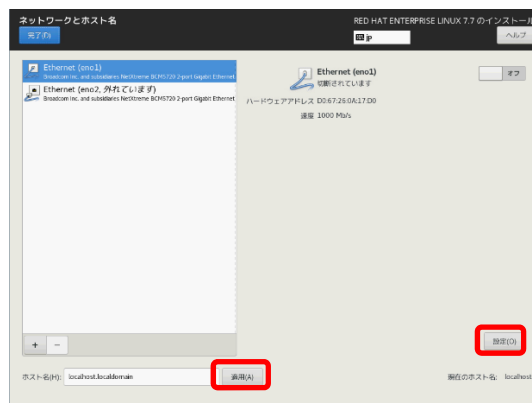 ネットワークとホスト名
RED HAT ENTERPRISE LINUX 7.7 のインストール
完了(D)
jp
ヘルプ
Ethernet (eno1)
Broadcom Inc. and subsidiaries NetXtreme BCM5720 2-port Gigabit Ethernet
Ethernet (eno2, 外れています)
Broadcom Inc. and subsidiaries NetXtreme BCM5720 2-port Gigabit Ethernet
Ethernet (eno1)
切断されています
オフ
ハードウェアアドレス D0:67:26:0A:17:D0
速度 1000 Mb/s
+ −
設定(O)
ホスト名(H): localhost.localdomain
適用(A)
現在のホスト名: localhost